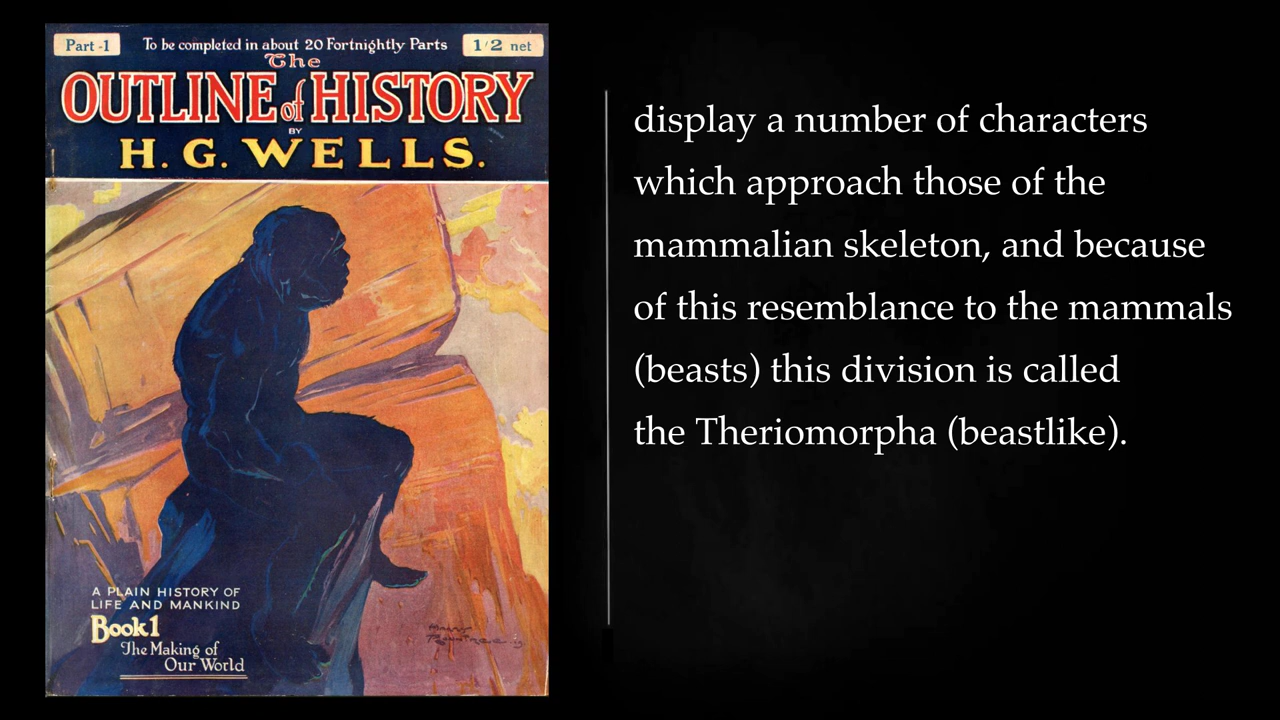 Part -1
To be completed in about 20 Fortnightly Parts
1/2 net
The
OUTLINE of HISTORY
BY
H. G. WELLS.
A PLAIN HISTORY OF
LIFE AND MANKIND
Book 1
The Making of
Our World
display a number of characters
which approach those of the
mammalian skeleton, and because
of this resemblance to the mammals
(beasts) this division is called
the Theriomorpha (beastlike).